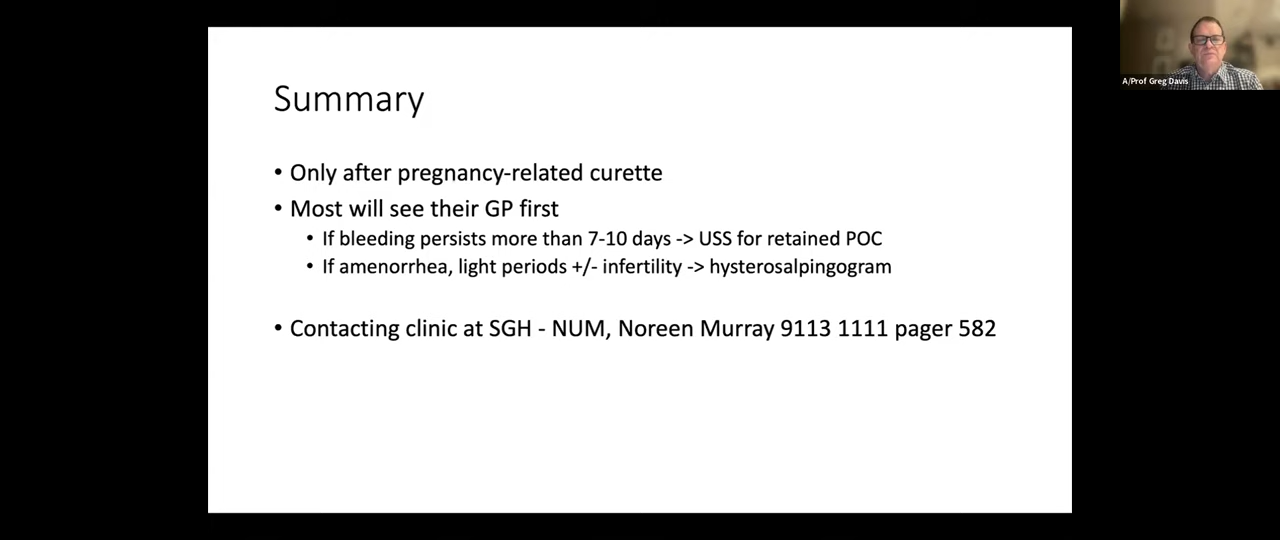 Summary
• Only after pregnancy-related curette
• Most will see their GP first
• If bleeding persists more than 7-10 days -> USS for retained POC
• If amenorrhea, light periods +/- infertility -> hysterosalpingogram
• Contacting clinic at SGH - NUM, Noreen Murray 9113 1111 pager 582
A/Prof Greg Davis